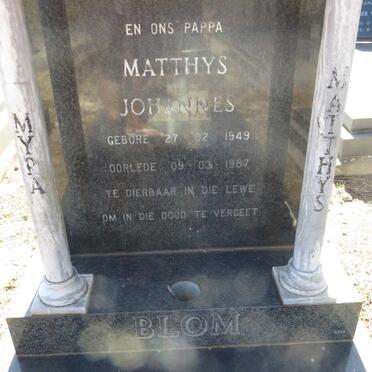 EN ONS PAPPA
MATTHYS
JOHANNES
GEBORE 27 02 1949
OORLEDE 09-03-1987
TE DIERBAAR IN DIE LEWE
OM IN DIE DOOD TE VERGEET.
MYRA
MATTHYS
BLOM